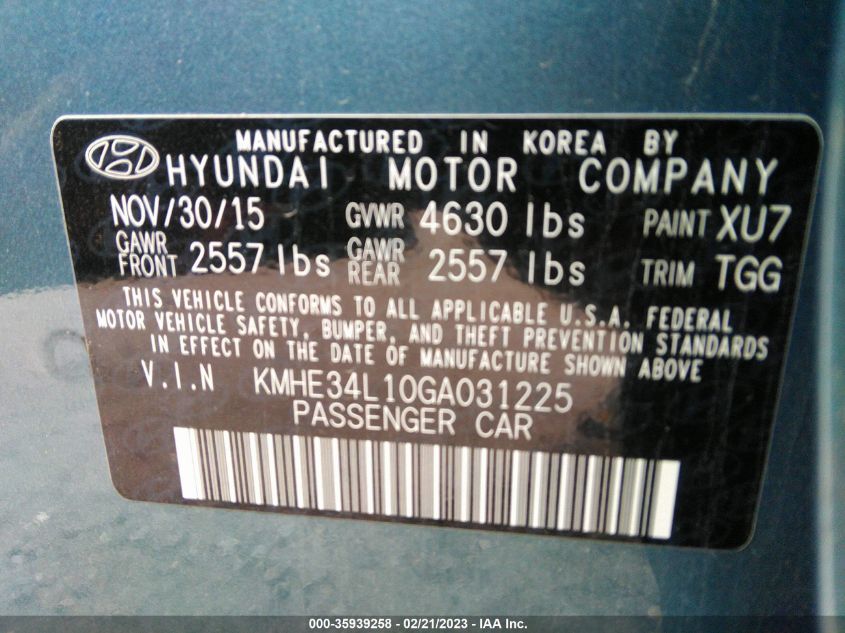 MANUFACTURED IN KOREA BY
HYUNDAI MOTOR COMPANY
NOV/30/15 GVWR 4630 lbs PAINT XU7
GAWR FRONT 2557 lbs GAWR REAR 2557 lbs TRIM TGG
THIS VEHICLE CONFORMS TO ALL APPLICABLE U.S.A. FEDERAL
MOTOR VEHICLE SAFETY, BUMPER, AND THEFT PREVENTION STANDARDS
IN EFFECT ON THE DATE OF MANUFACTURE SHOWN ABOVE
V.I.N KMHE34L10GA031225
PASSENGER CAR
000-35939258 - 02/21/2023 - IAA Inc.